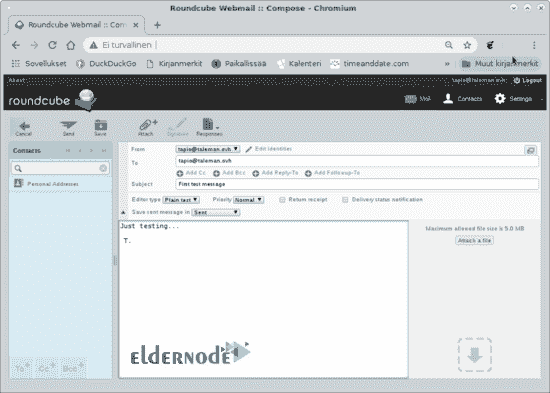 Roundcube Webmail :: Compose - Chromium
Roundcube Webmail :: Com
Ei turvallinen
Sovellukset DuckDuckGo Kirjanmerkit Paikallissää Kalenteri timeanddate.com Muut kirjanmerkit
About tapio@taleman.ovh Logout
roundcube Mail Contacts Settings
Cancel Send Save Attach Signature Responses
Contacts
Personal Addresses
From tapio@taleman.ovh Edit identities
To tapio@taleman.ovh
Add Cc Add Bcc Add Reply-To Add Followup-To
Subject First test message
Editor type Plain text Priority Normal Return receipt Delivery status notification
Save sent message in Sent
Just testing...
T.
Maximum allowed file size is 5.0 MB
Attach a file
ELDERNODE
To+ Cc+ Bcc+